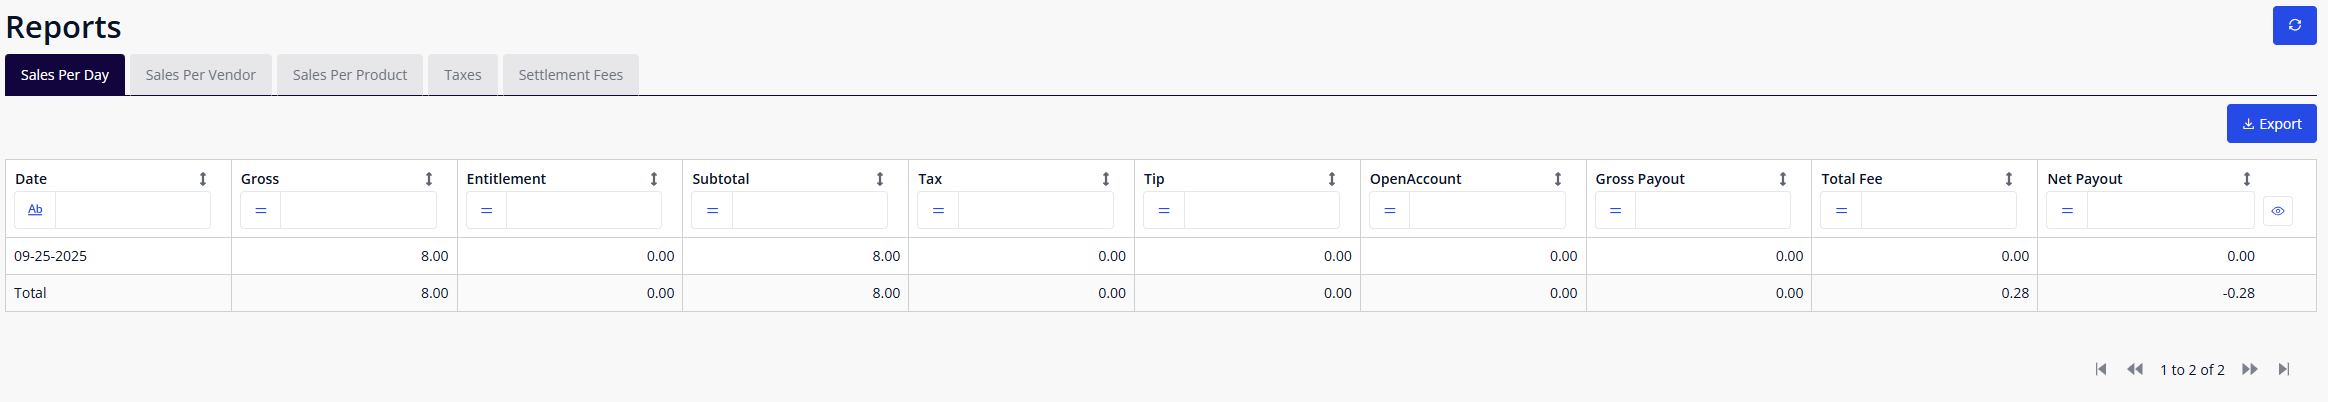 Reports
Sales Per Day Sales Per Vendor Sales Per Product Taxes Settlement Fees
Export
Date Gross Entitlement Subtotal Tax Tip OpenAccount Gross Payout Total Fee Net Payout
Ab = = = = = = = = =
09-25-2025 8.00 0.00 8.00 0.00 0.00 0.00 0.00 0.00 0.00
Total 8.00 0.00 8.00 0.00 0.00 0.00 0.00 0.28 -0.28
1 to 2 of 2